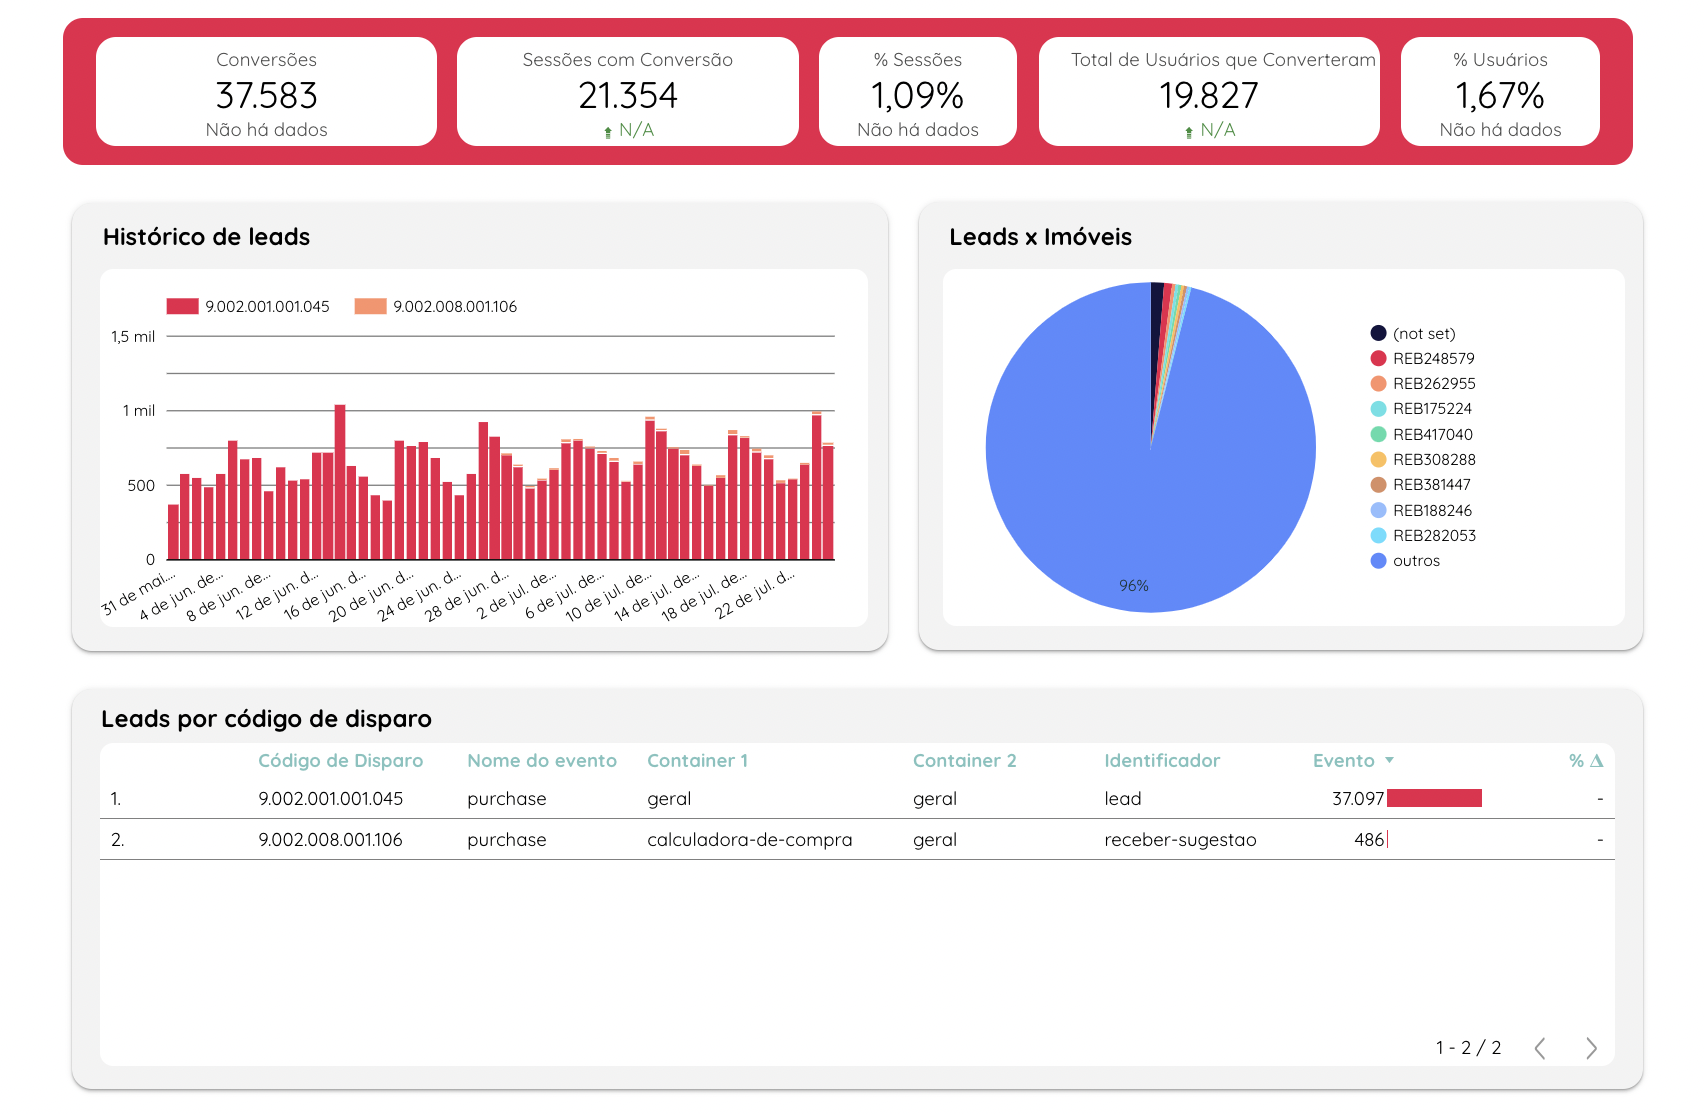 Conversões
37.583
Não há dados
Sessões com Conversão
21.354
N/A
% Sessões
1,09%
Não há dados
Total de Usuários que Converteram
19.827
N/A
% Usuários
1,67%
Não há dados
Histórico de leads
9.002.001.001.045 9.002.008.001.106
1,5 mil
1 mil
500
0
31 de mai...
4 de jun. de...
8 de jun. de...
12 de jun. d...
16 de jun. d...
20 de jun. d...
24 de jun. d...
28 de jun. d...
2 de jul. de...
6 de jul. de...
10 de jul. de...
14 de jul. de...
18 de jul. de...
22 de jul. d...
Leads x Imóveis
96%
(not set)
REB248579
REB262955
REB175224
REB417040
REB308288
REB381447
REB188246
REB282053
outros
Leads por código de disparo
Código de Disparo Nome do evento Container 1 Container 2 Identificador Evento % Δ
1. 9.002.001.001.045 purchase geral geral lead 37.097 -
2. 9.002.008.001.106 purchase calculadora-de-compra geral receber-sugestao 486 -
1 - 2 / 2